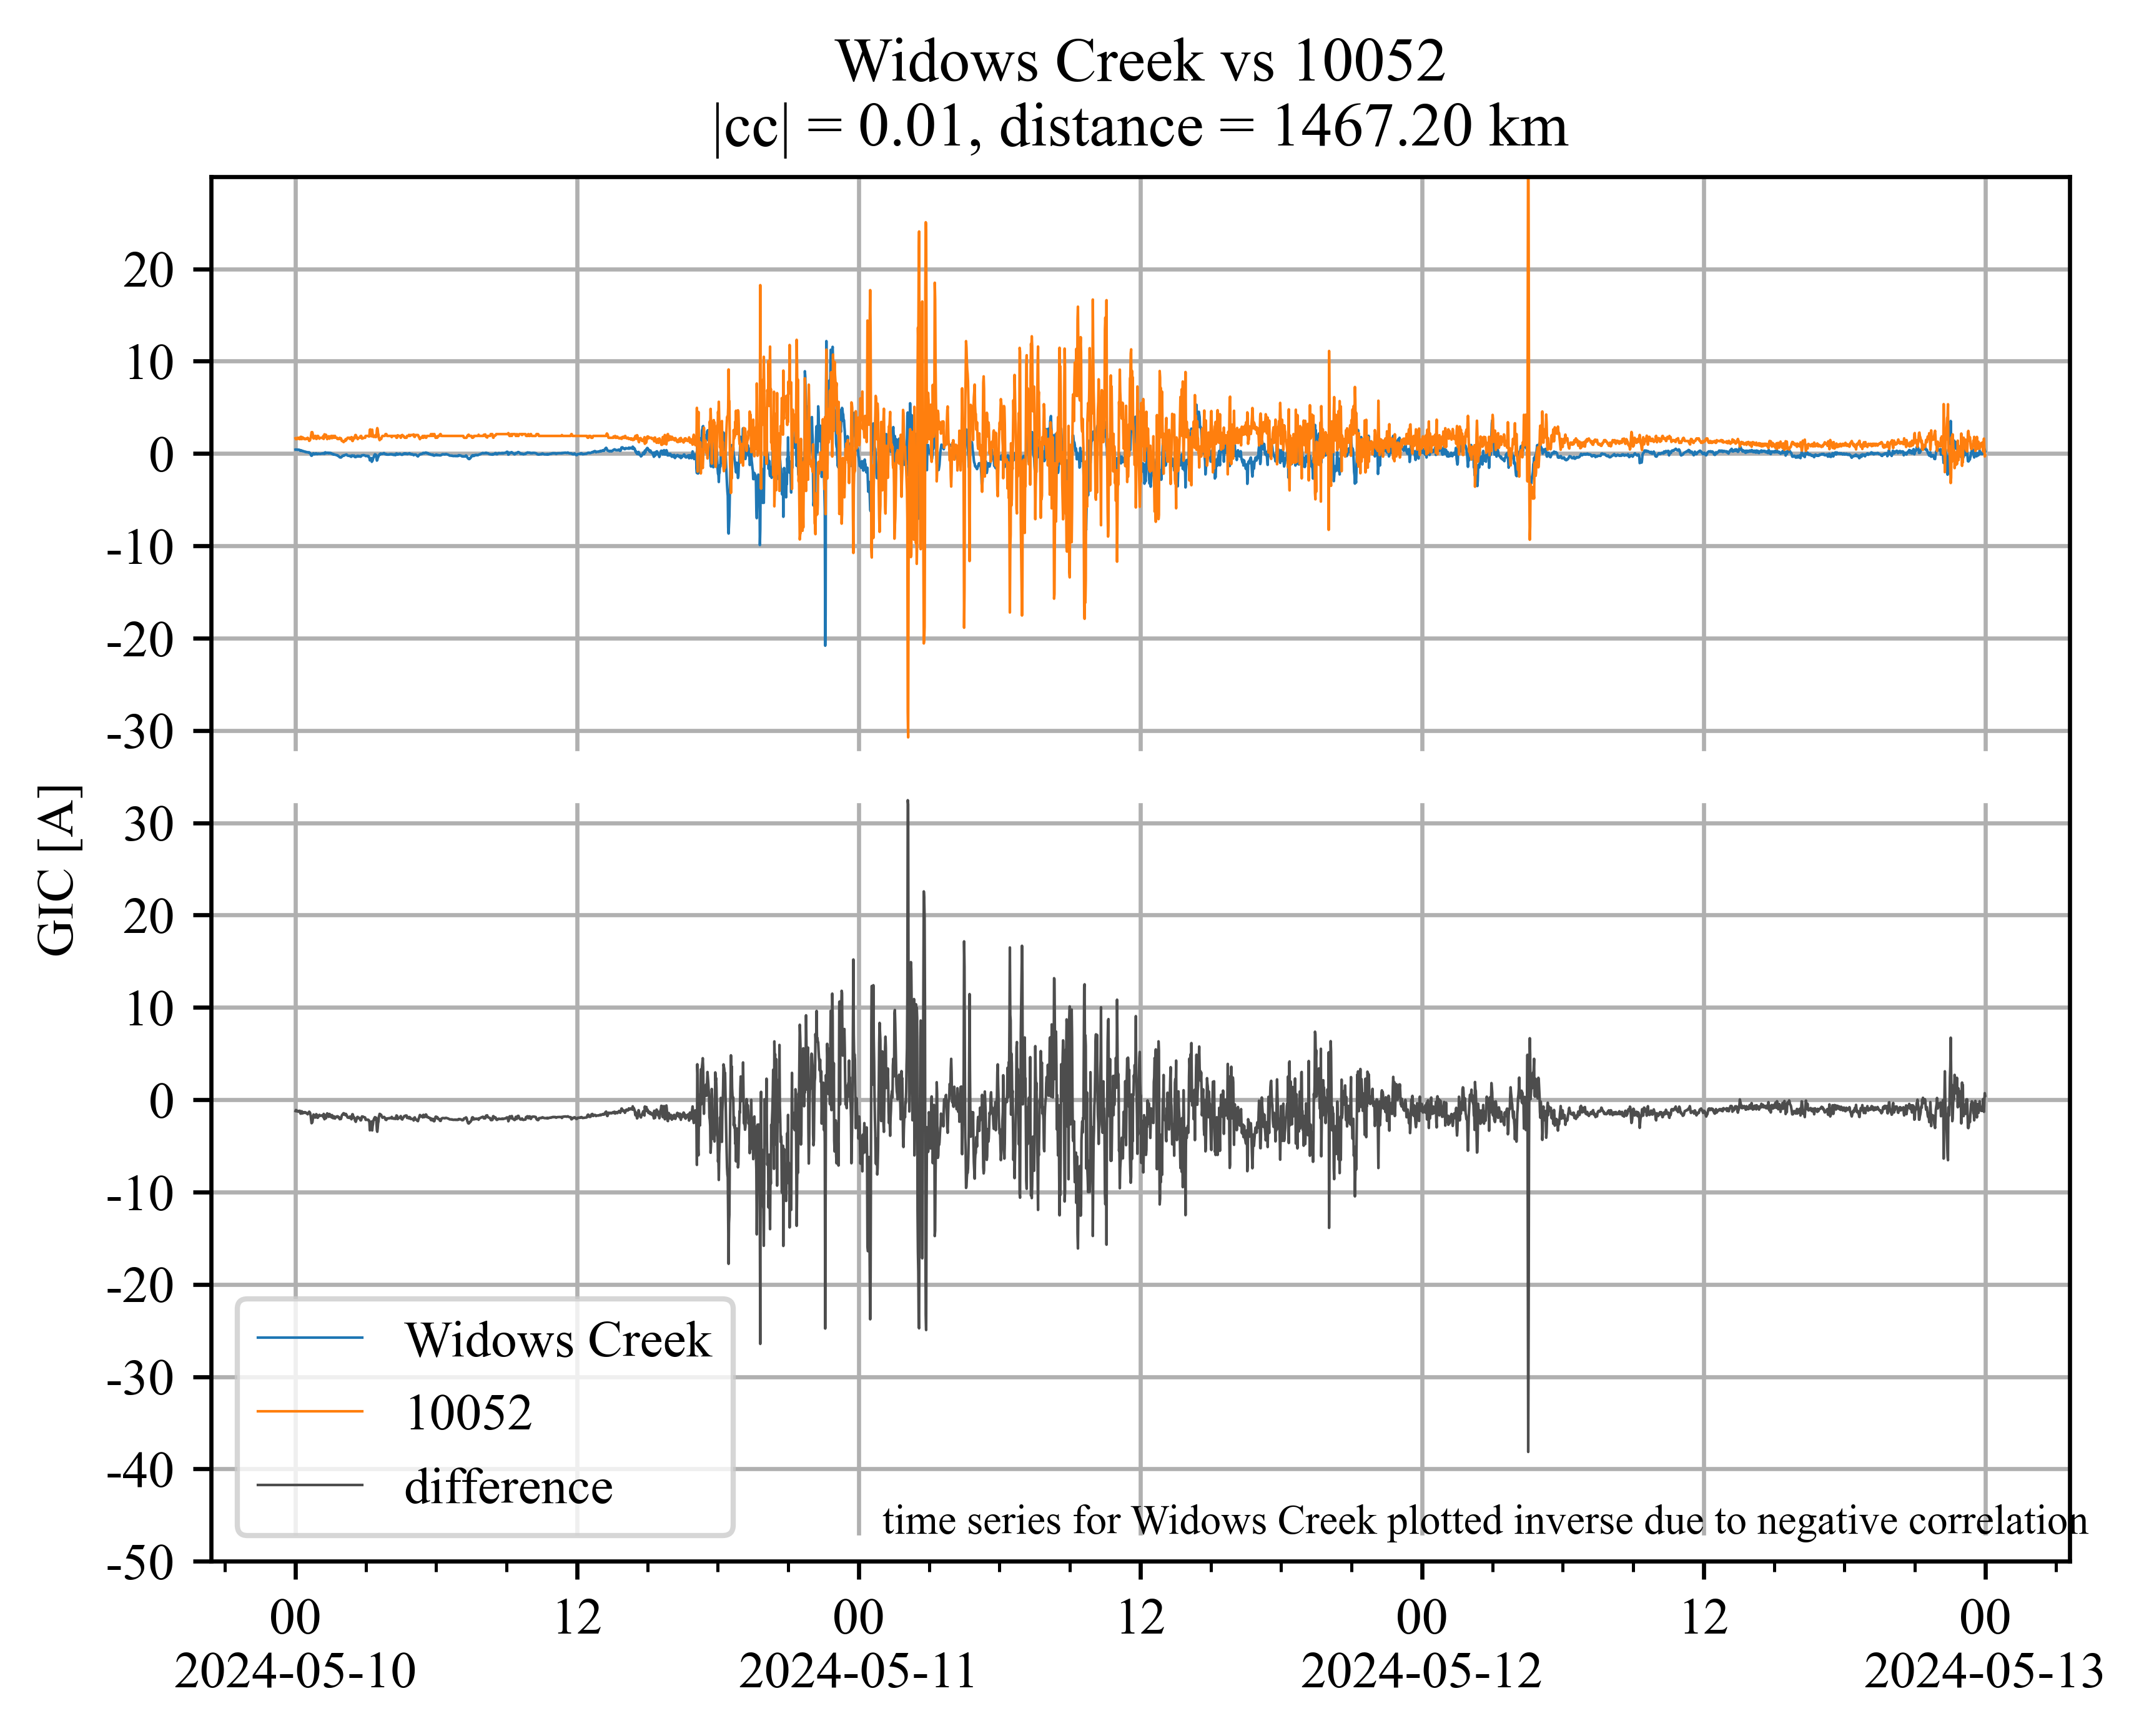 Widows Creek vs 10052
|cc| = 0.01, distance = 1467.20 km
20
10
0
-10
-20
-30
GIC [A]
30
20
10
0
-10
-20
-30
-40
-50
Widows Creek
10052
difference
time series for Widows Creek plotted inverse due to negative correlation
00 12 00 12 00 12 00
2024-05-10 2024-05-11 2024-05-12 2024-05-13